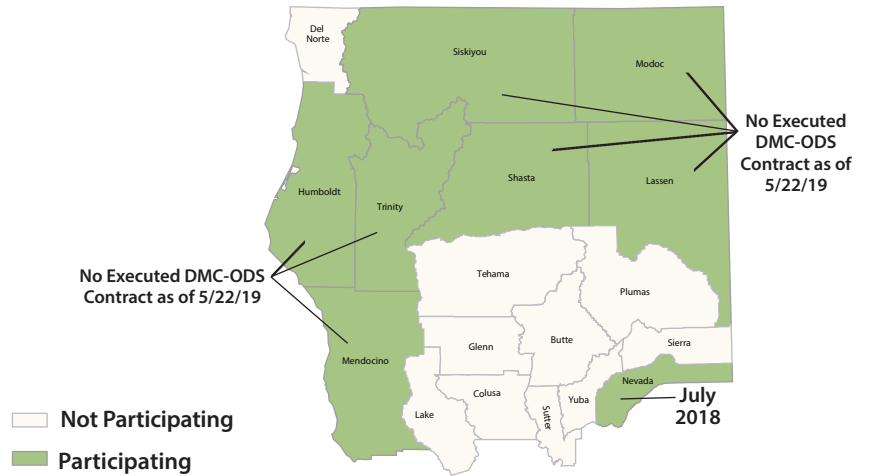 Del
Norte
Siskiyou
Modoc
No Executed
DMC-ODS
Contract as of
5/22/19
Shasta
Lassen
Humboldt
Trinity
No Executed DMC-ODS
Contract as of 5/22/19
Tehama
Plumas
Glenn
Butte
Sierra
Mendocino
Nevada
July
2018
Lake
Colusa
Sutter
Yuba
Not Participating
Participating